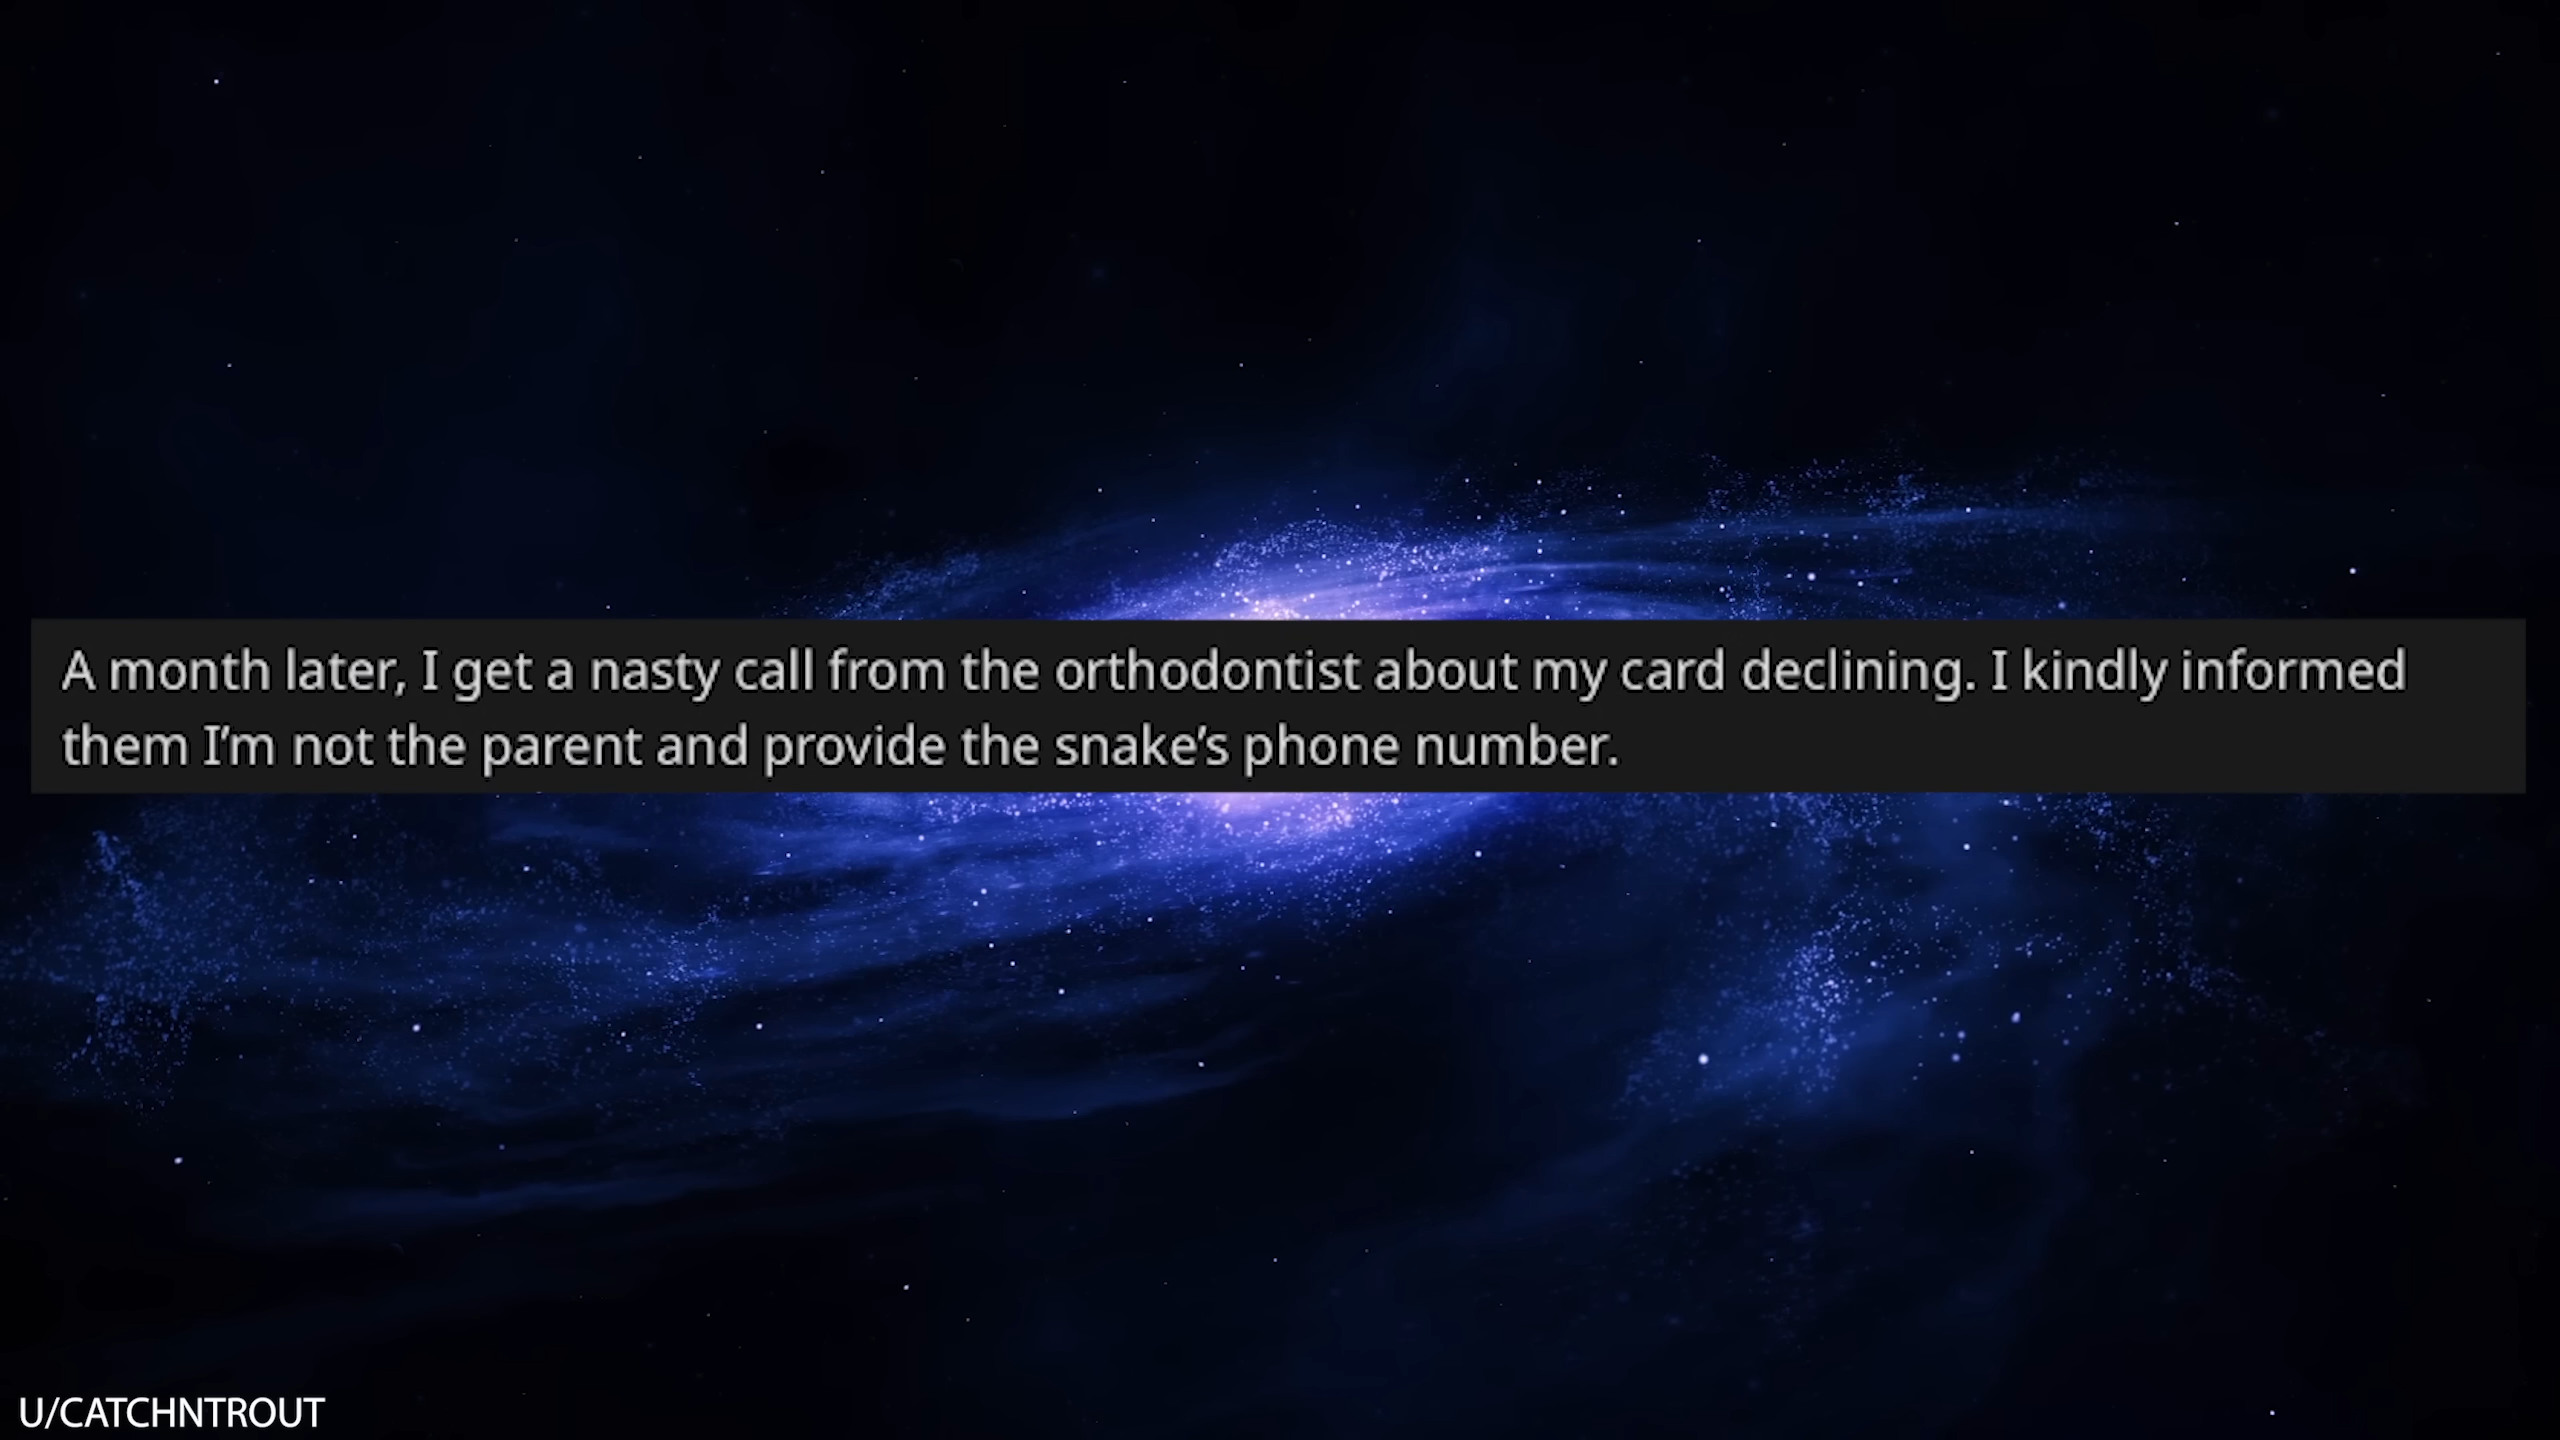 A month later, I get a nasty call from the orthodontist about my card declining. I kindly informed
them I’m not the parent and provide the snake’s phone number.
U/CATCHNTROUT